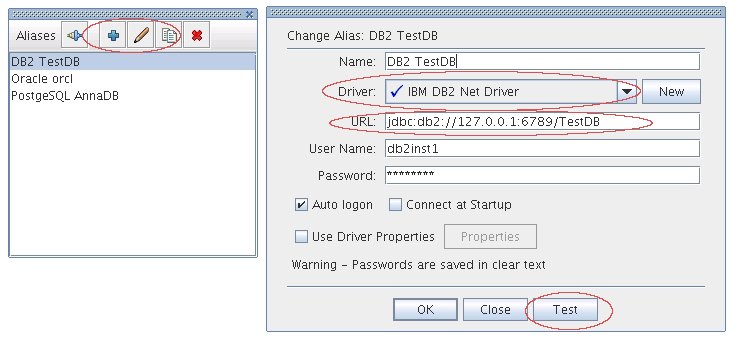 Aliases
DB2 TestDB
Oracle orcl
PostgeSQL AnnaDB
Change Alias: DB2 TestDB
Name: DB2 TestDB
Driver: IBM DB2 Net Driver New
URL: jdbc:db2://127.0.0.1:6789/TestDB
User Name: db2inst1
Password: ********
Auto logon Connect at Startup
Use Driver Properties Properties
Warning - Passwords are saved in clear text
OK Close Test